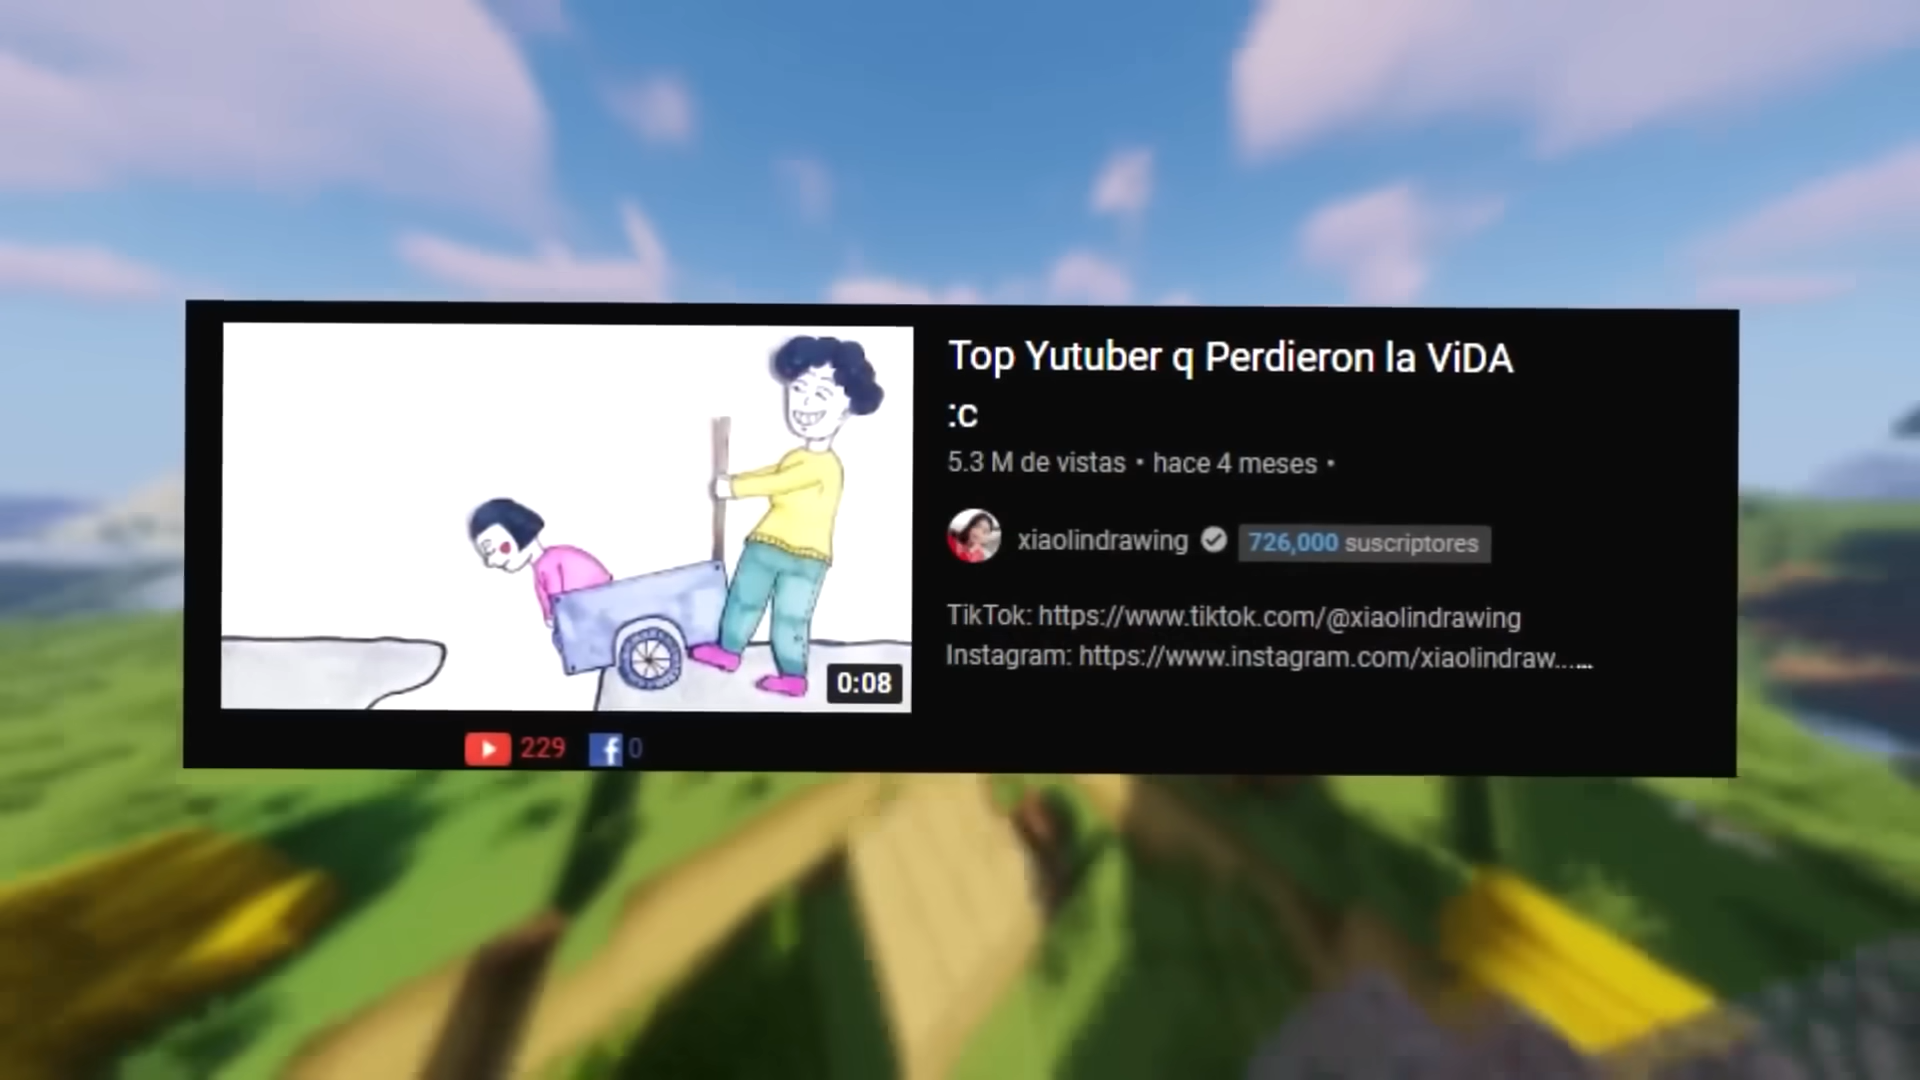 Top Yutuber q Perdieron la ViDA
:c
5.3 M de vistas • hace 4 meses •
xiaolindrawing 726,000 suscriptores
TikTok: https://www.tiktok.com/@xiaolindrawing
Instagram: https://www.instagram.com/xiaolindraw......
0:08
229 f 0